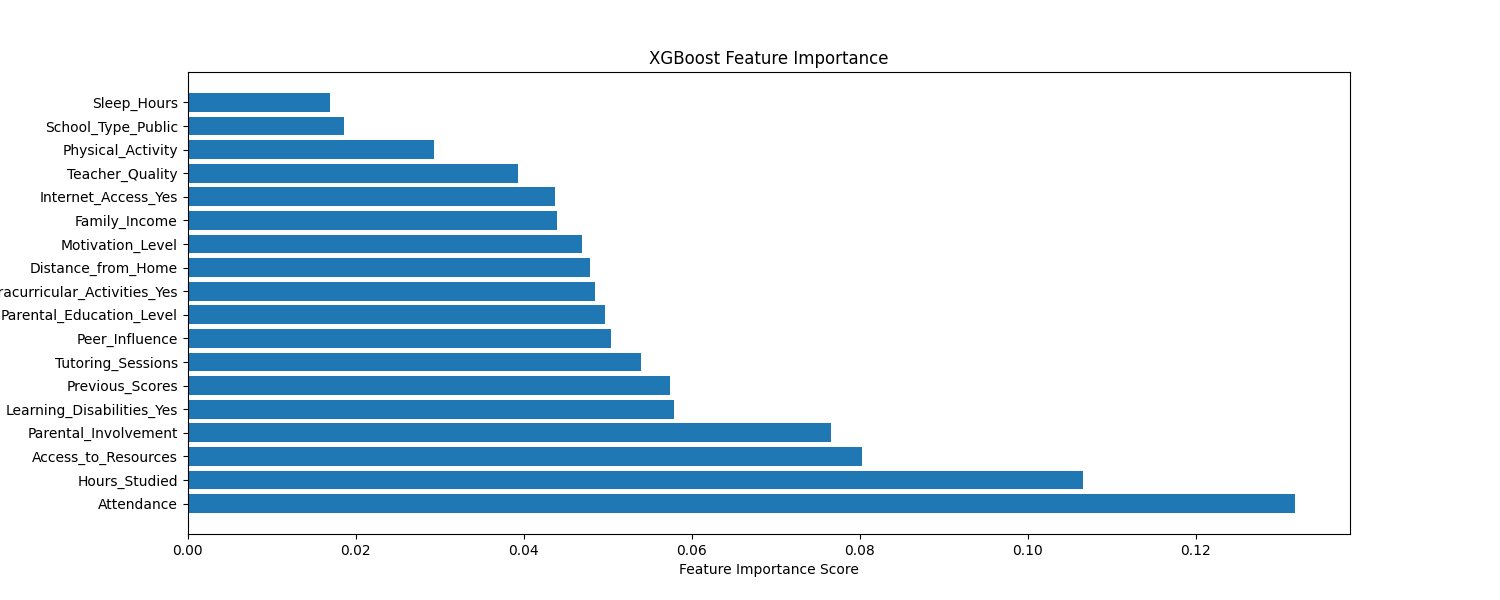 XGBoost Feature Importance
Sleep_Hours
School_Type_Public
Physical_Activity
Teacher_Quality
Internet_Access_Yes
Family_Income
Motivation_Level
Distance_from_Home
racurricular_Activities_Yes
Parental_Education_Level
Peer_Influence
Tutoring_Sessions
Previous_Scores
Learning_Disabilities_Yes
Parental_Involvement
Access_to_Resources
Hours_Studied
Attendance
0.00 0.02 0.04 0.06 0.08 0.10 0.12
Feature Importance Score